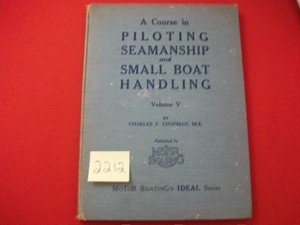 A Course in
PILOTING
SEAMANSHIP
and
SMALL BOAT
HANDLING
Volume V
BY
CHARLES F. CHAPMAN, M.E.
Published by
MOTOR
BOATING
2212
MOTOR BOATING'S IDEAL Series